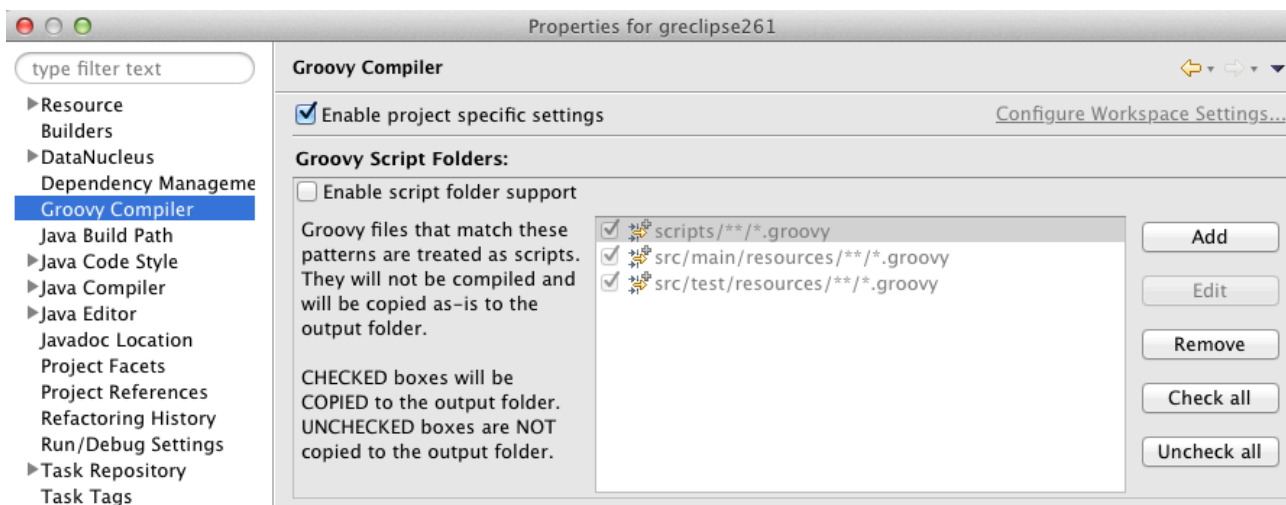 Properties for greclipse261
type filter text
Resource
Builders
DataNucleus
Dependency Manageme
Groovy Compiler
Java Build Path
Java Code Style
Java Compiler
Java Editor
Javadoc Location
Project Facets
Project References
Refactoring History
Run/Debug Settings
Task Repository
Task Tags
Groovy Compiler
Enable project specific settings
Configure Workspace Settings...
Groovy Script Folders:
Enable script folder support
Groovy files that match these
patterns are treated as scripts.
They will not be compiled and
will be copied as-is to the
output folder.
CHECKED boxes will be
COPIED to the output folder.
UNCHECKED boxes are NOT
copied to the output folder.
scripts/**/*.groovy
src/main/resources/**/*.groovy
src/test/resources/**/*.groovy
Add
Edit
Remove
Check all
Uncheck all